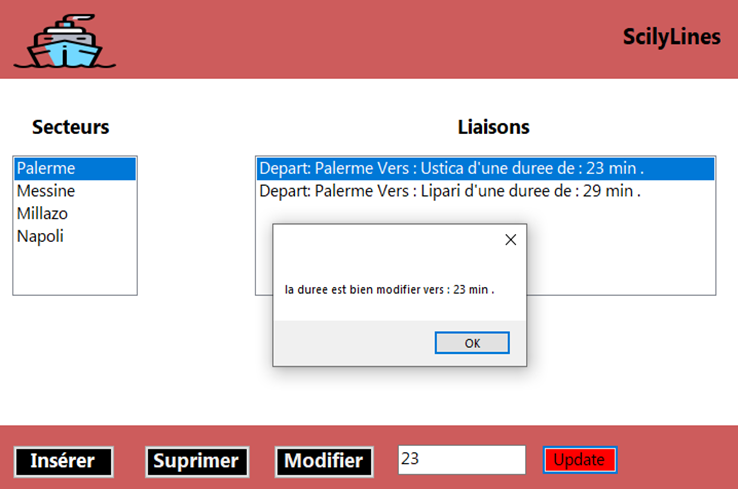 ScilyLines
Secteurs
Liaisons
Palerme
Messine
Millazo
Napoli
Depart: Palerme Vers : Ustica d'une duree de : 23 min .
Depart: Palerme Vers : Lipari d'une duree de : 29 min .
la duree est bien modifier vers : 23 min .
OK
Insérer
Suprimer
Modifier
23
Update